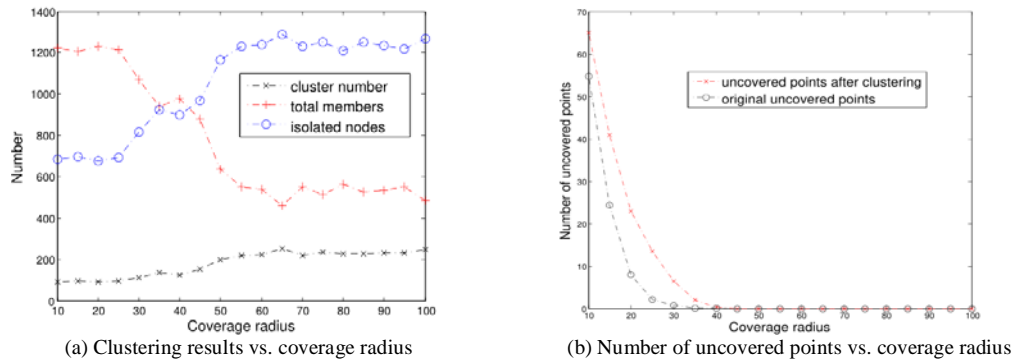 1400
1200
1000
800
600
400
200
0
Number
cluster number
total members
isolated nodes
10 20 30 40 50 60 70 80 90 100
Coverage radius
(a) Clustering results vs. coverage radius
70
60
50
40
30
20
10
0
Number of uncovered points
uncovered points after clustering
original uncovered points
10 20 30 40 50 60 70 80 90 100
Coverage radius
(b) Number of uncovered points vs. coverage radius